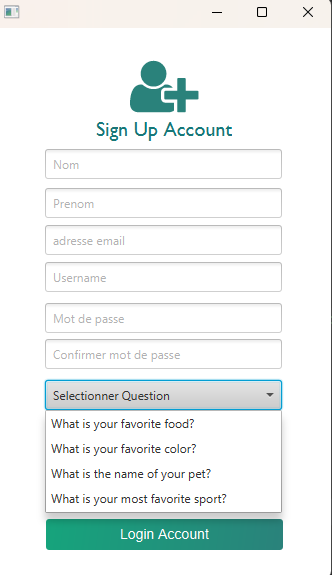 Sign Up Account
Nom
Prenom
adresse email
Username
Mot de passe
Confirmer mot de passe
Selectionner Question
What is your favorite food?
What is your favorite color?
What is the name of your pet?
What is your most favorite sport?
Login Account